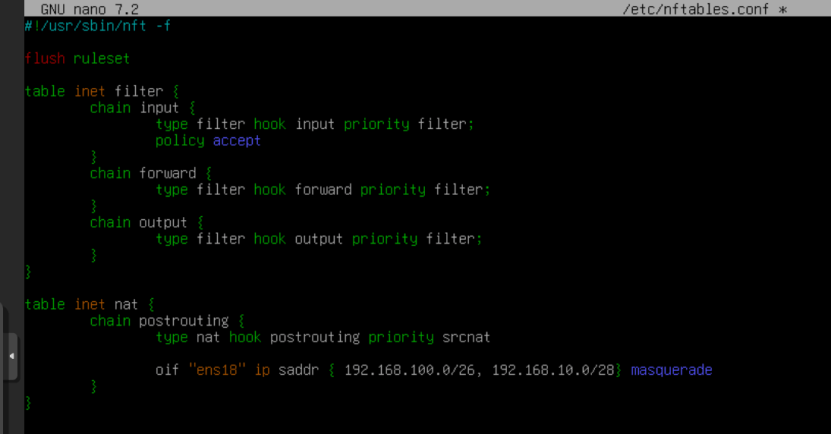 GNU nano 7.2 /etc/nftables.conf *
#!/usr/sbin/nft -f
flush ruleset
table inet filter {
chain input {
type filter hook input priority filter;
policy accept
}
chain forward {
type filter hook forward priority filter;
}
chain output {
type filter hook output priority filter;
}
}
table inet nat {
chain postrouting {
type nat hook postrouting priority srcnat
oif "ens18" ip saddr { 192.168.100.0/26, 192.168.10.0/28} masquerade
}
}